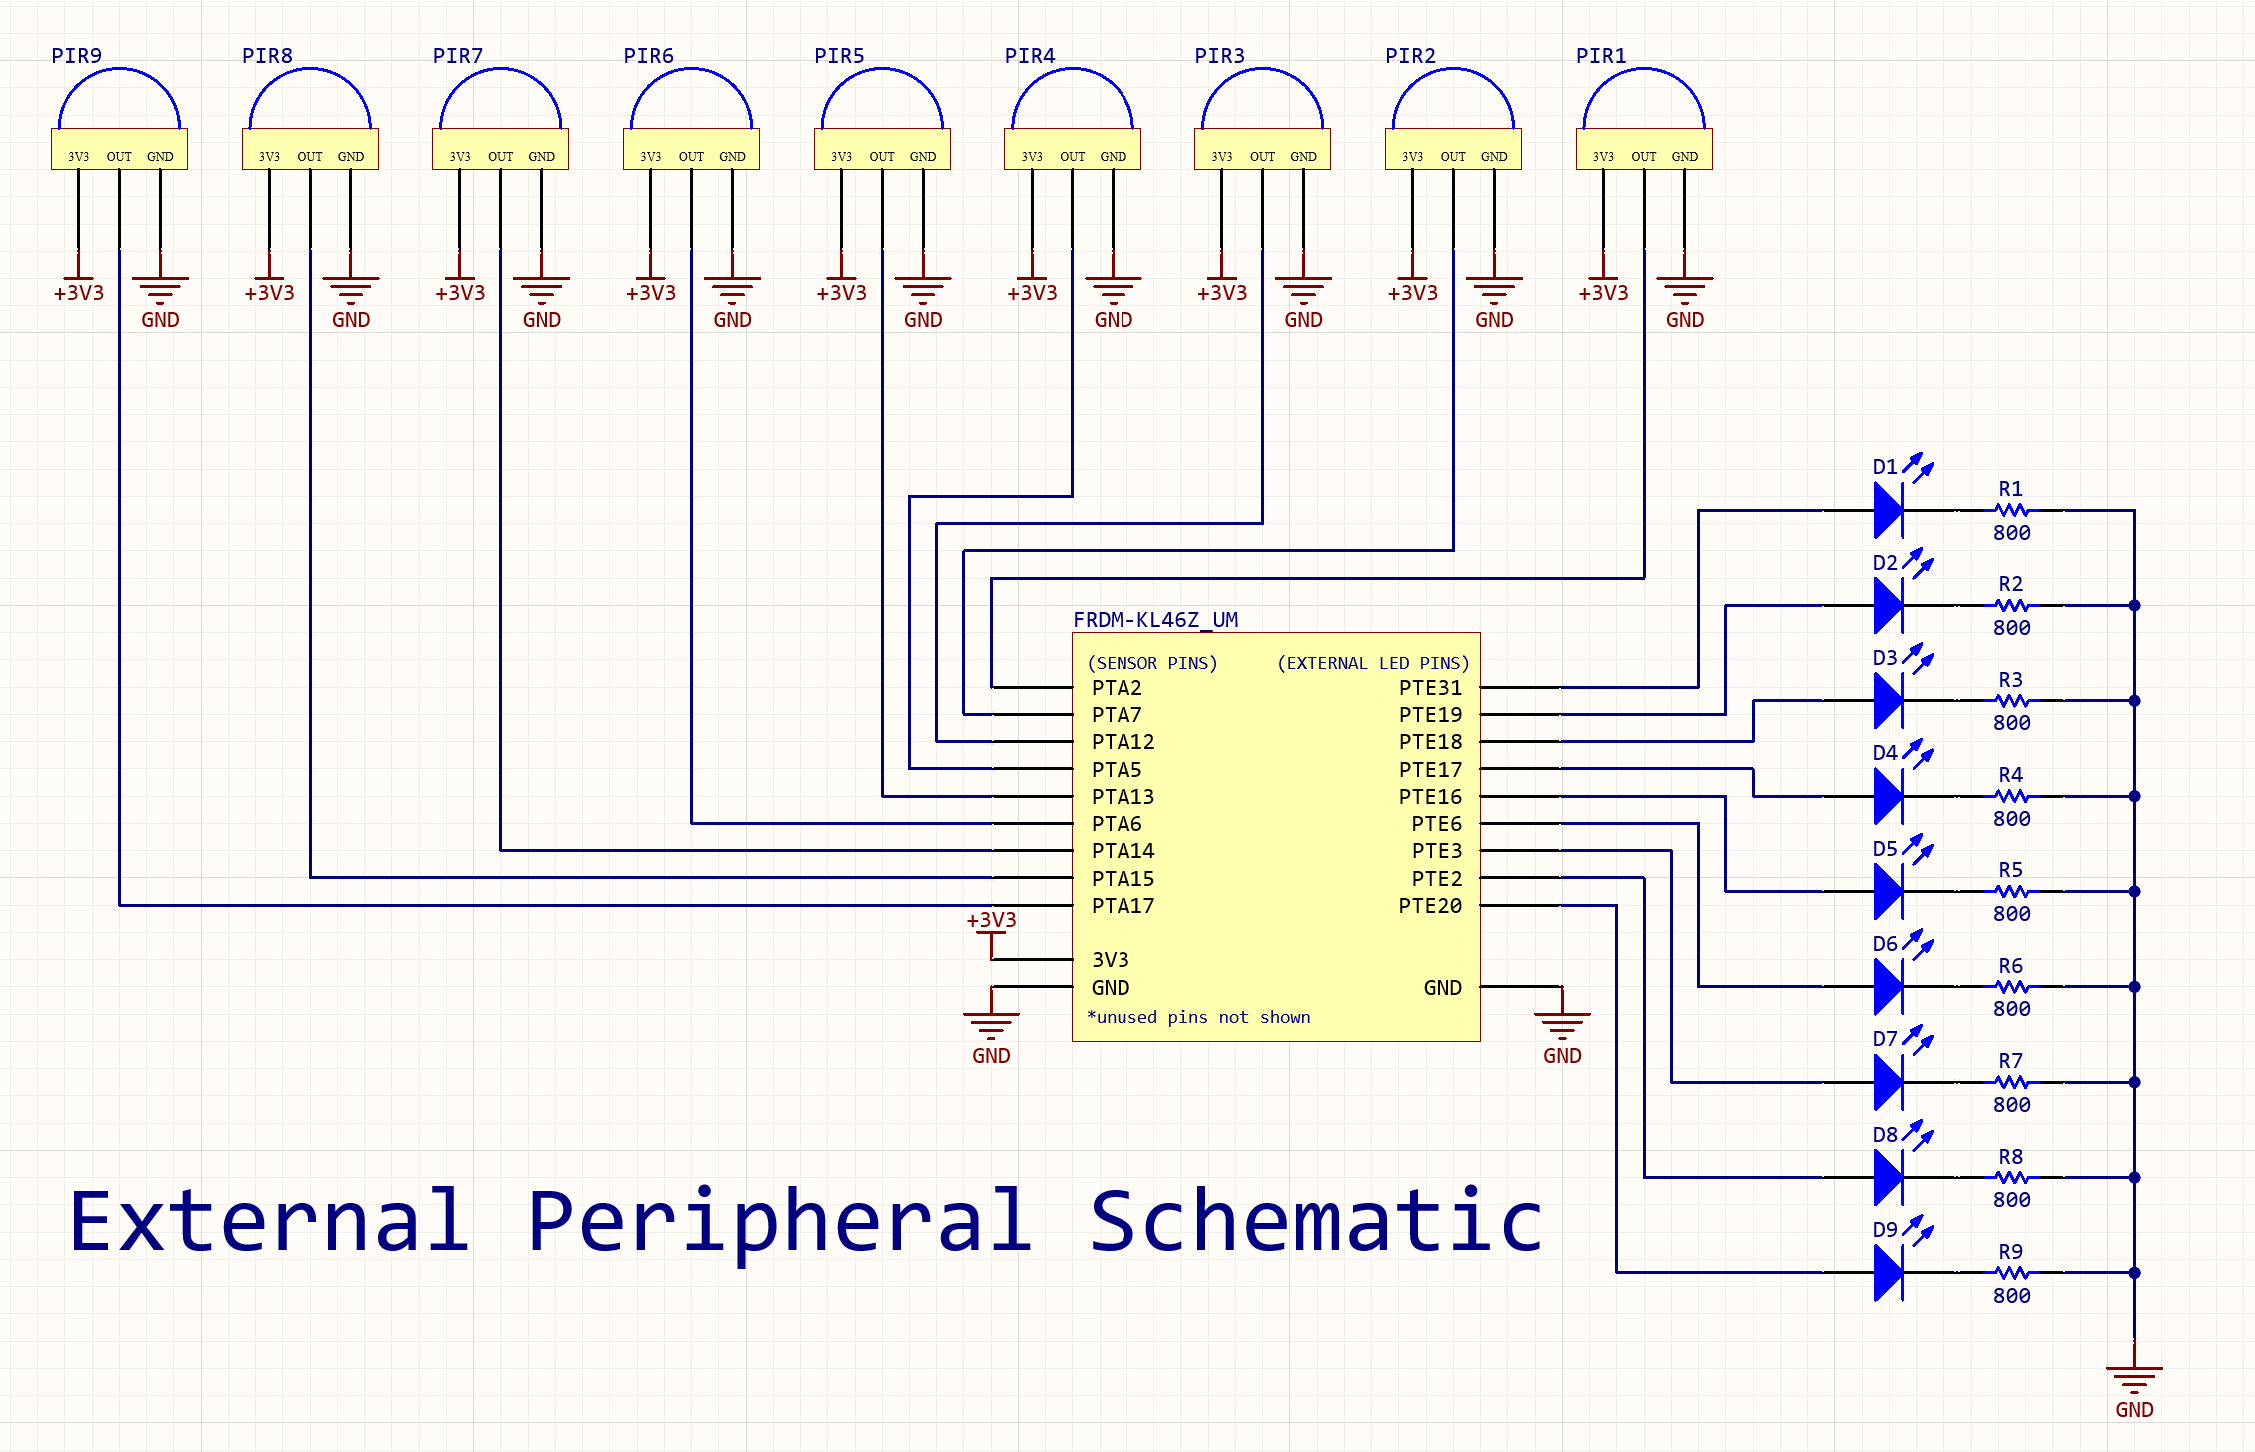 PIR9 PIR8 PIR7 PIR6 PIR5 PIR4 PIR3 PIR2 PIR1
3V3 OUT GND 3V3 OUT GND 3V3 OUT GND 3V3 OUT GND 3V3 OUT GND 3V3 OUT GND 3V3 OUT GND 3V3 OUT GND 3V3 OUT GND
+3V3 +3V3 +3V3 +3V3 +3V3 +3V3 +3V3 +3V3 +3V3
GND GND GND GND GND GND GND GND GND
FRDM-KL46Z_UM
(SENSOR PINS) (EXTERNAL LED PINS)
PTA2 PTE31
PTA7 PTE19
PTA12 PTE18
PTA5 PTE17
PTA13 PTE16
PTA6 PTE6
PTA14 PTE3
PTA15 PTE2
PTA17 PTE20
+3V3
3V3
GND GND
*unused pins not shown
GND GND
D1 R1
800
D2 R2
800
D3 R3
800
D4 R4
800
D5 R5
800
D6 R6
800
D7 R7
800
D8 R8
800
D9 R9
800
GND
External Peripheral Schematic